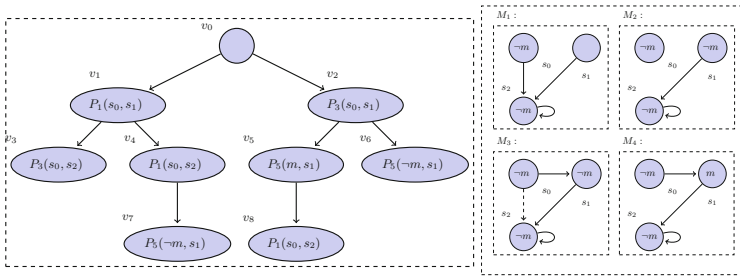 v₀
v₁
v₂
P₁(s₀, s₁)
P₃(s₀, s₁)
v₃
v₄
v₅
v₆
P₃(s₀, s₂)
P₁(s₀, s₂)
P₅(m, s₁)
P₅(¬m, s₁)
v₇
v₈
P₅(¬m, s₁)
P₁(s₀, s₂)
M₁ :
¬m
s₀
s₂
s₁
¬m
M₂ :
¬m
¬m
s₀
s₂
s₁
¬m
M₃ :
¬m
¬m
s₀
s₂
s₁
¬m
M₄ :
¬m
m
s₀
s₂
s₁
¬m